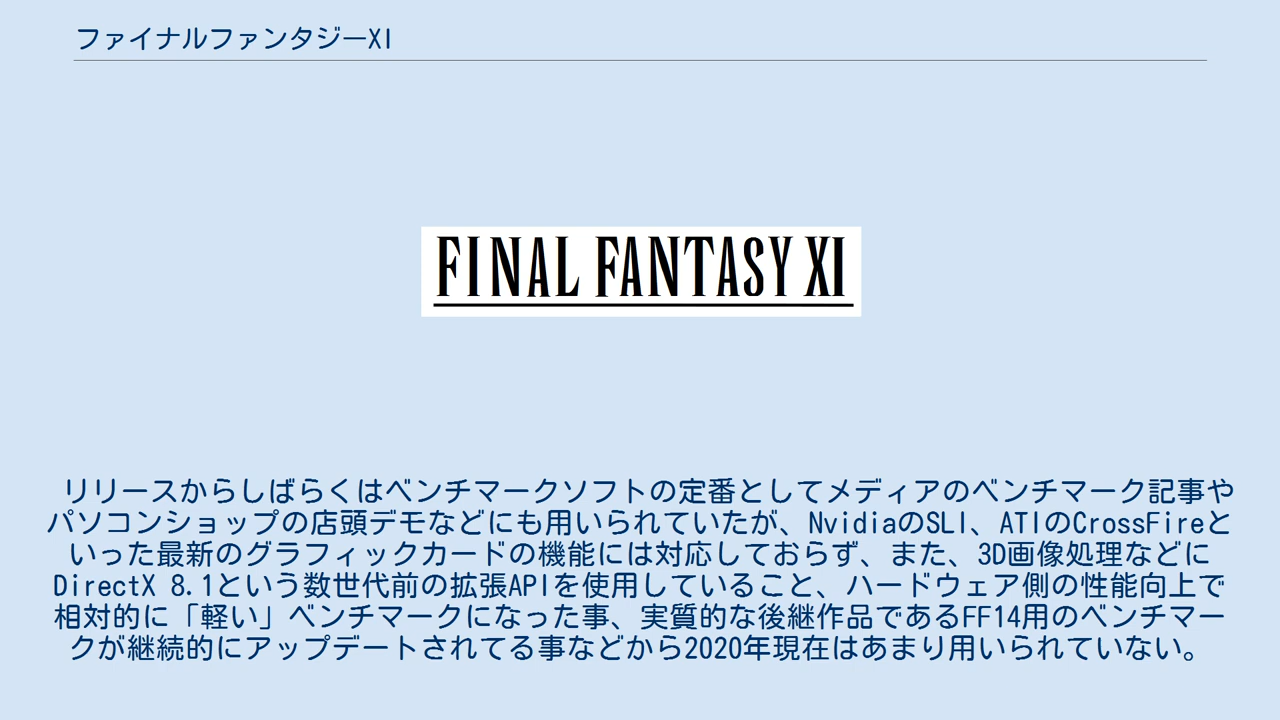 ファイナルファンタジーXI
FINAL FANTASY XI
リリースからしばらくはベンチマークソフトの定番としてメディアのベンチマーク記事や
パソコンショップの店頭デモなどにも用いられていたが、NvidiaのSLI、ATIのCrossFireと
いった最新のグラフィックカードの機能には対応しておらず、また、3D画像処理などに
DirectX 8.1という数世代前の拡張APIを使用していること、ハードウェア側の性能向上で
相対的に「軽い」ベンチマークになった事、実質的な後継作品であるFF14用のベンチマー
クが継続的にアップデートされてる事などから2020年現在はあまり用いられていない。